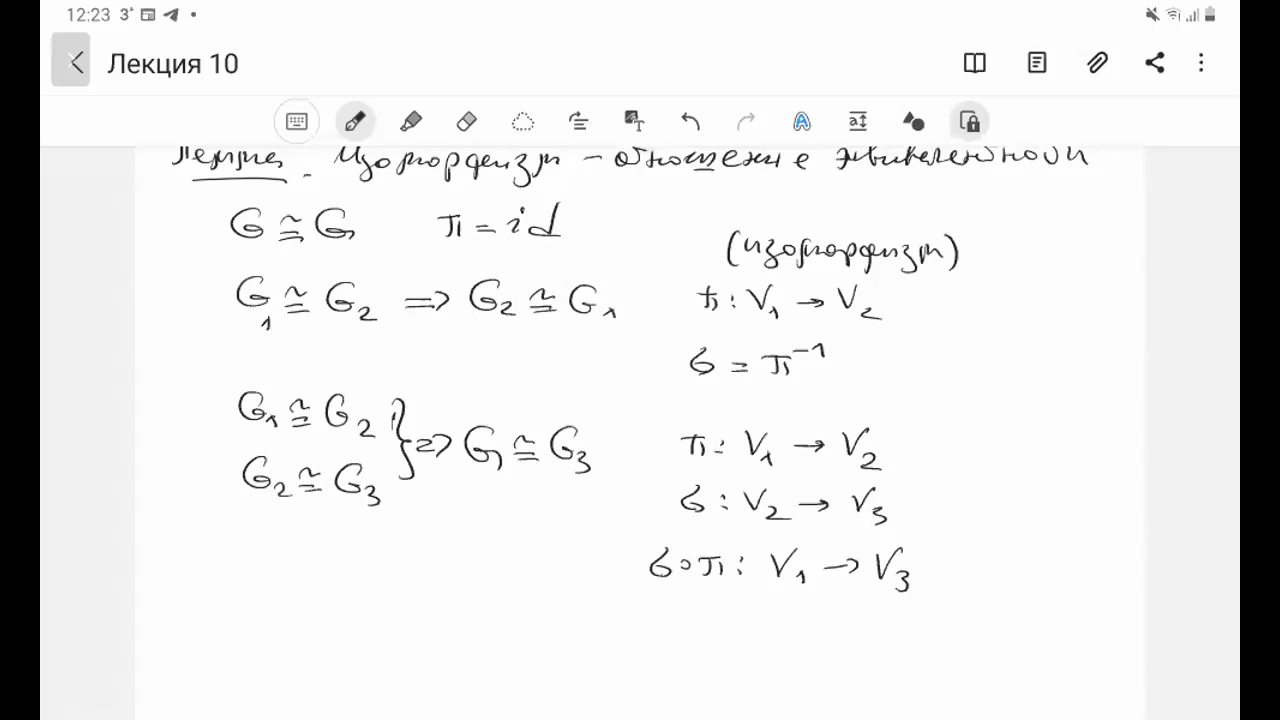 12:23 3°
Лекция 10
Лемма. Изоморфизм – отношение эквивалентности
G ≅ G π = id
(изоморфизм)
G₁ ≅ G₂ => G₂ ≅ G₁ π : V₁ → V₂
σ = π⁻¹
G₁ ≅ G₂ } => G₁ ≅ G₃ π : V₁ → V₂
G₂ ≅ G₃ σ : V₂ → V₃
σ∘π : V₁ → V₃